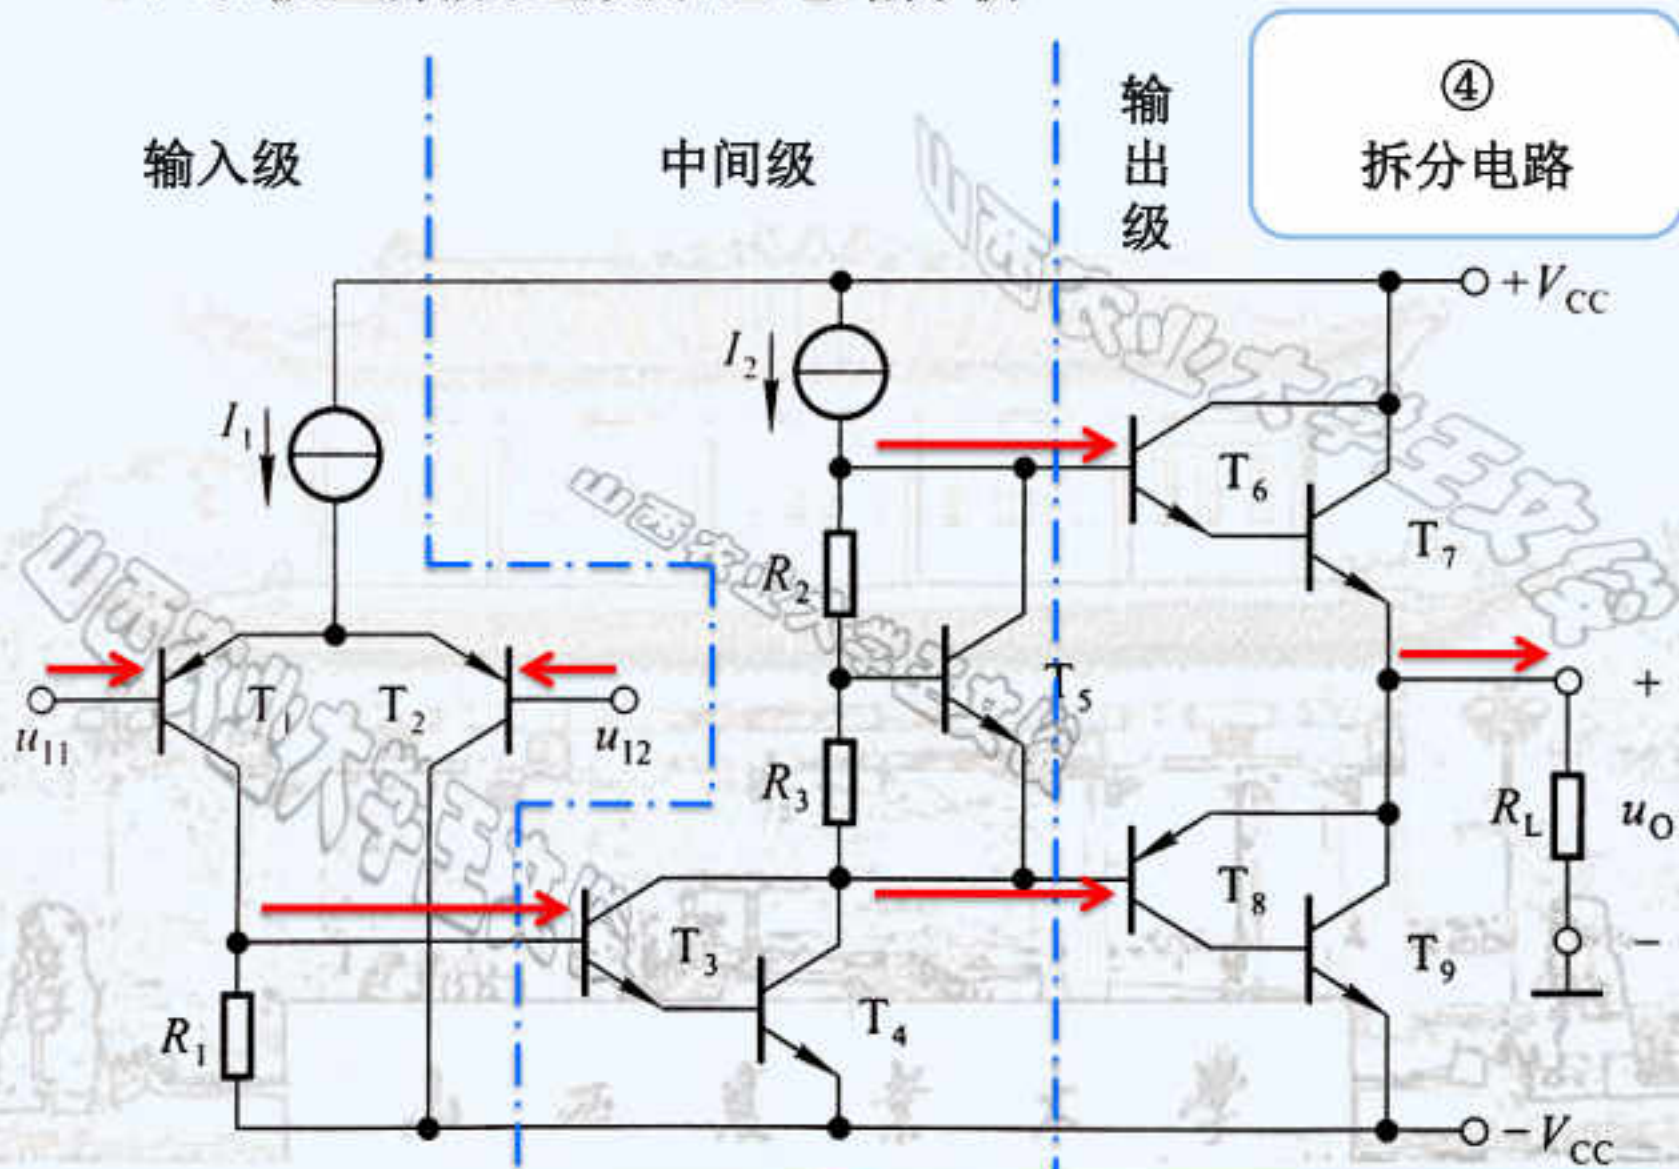 输入级
中间级
输出级
④
拆分电路
+V_CC
I_1
I_2
T_6
T_7
R_2
T_1
T_2
T_5
u_I1
u_I2
+
R_3
R_L
u_O
T_3
T_8
T_9
−
R_1
T_4
−V_CC